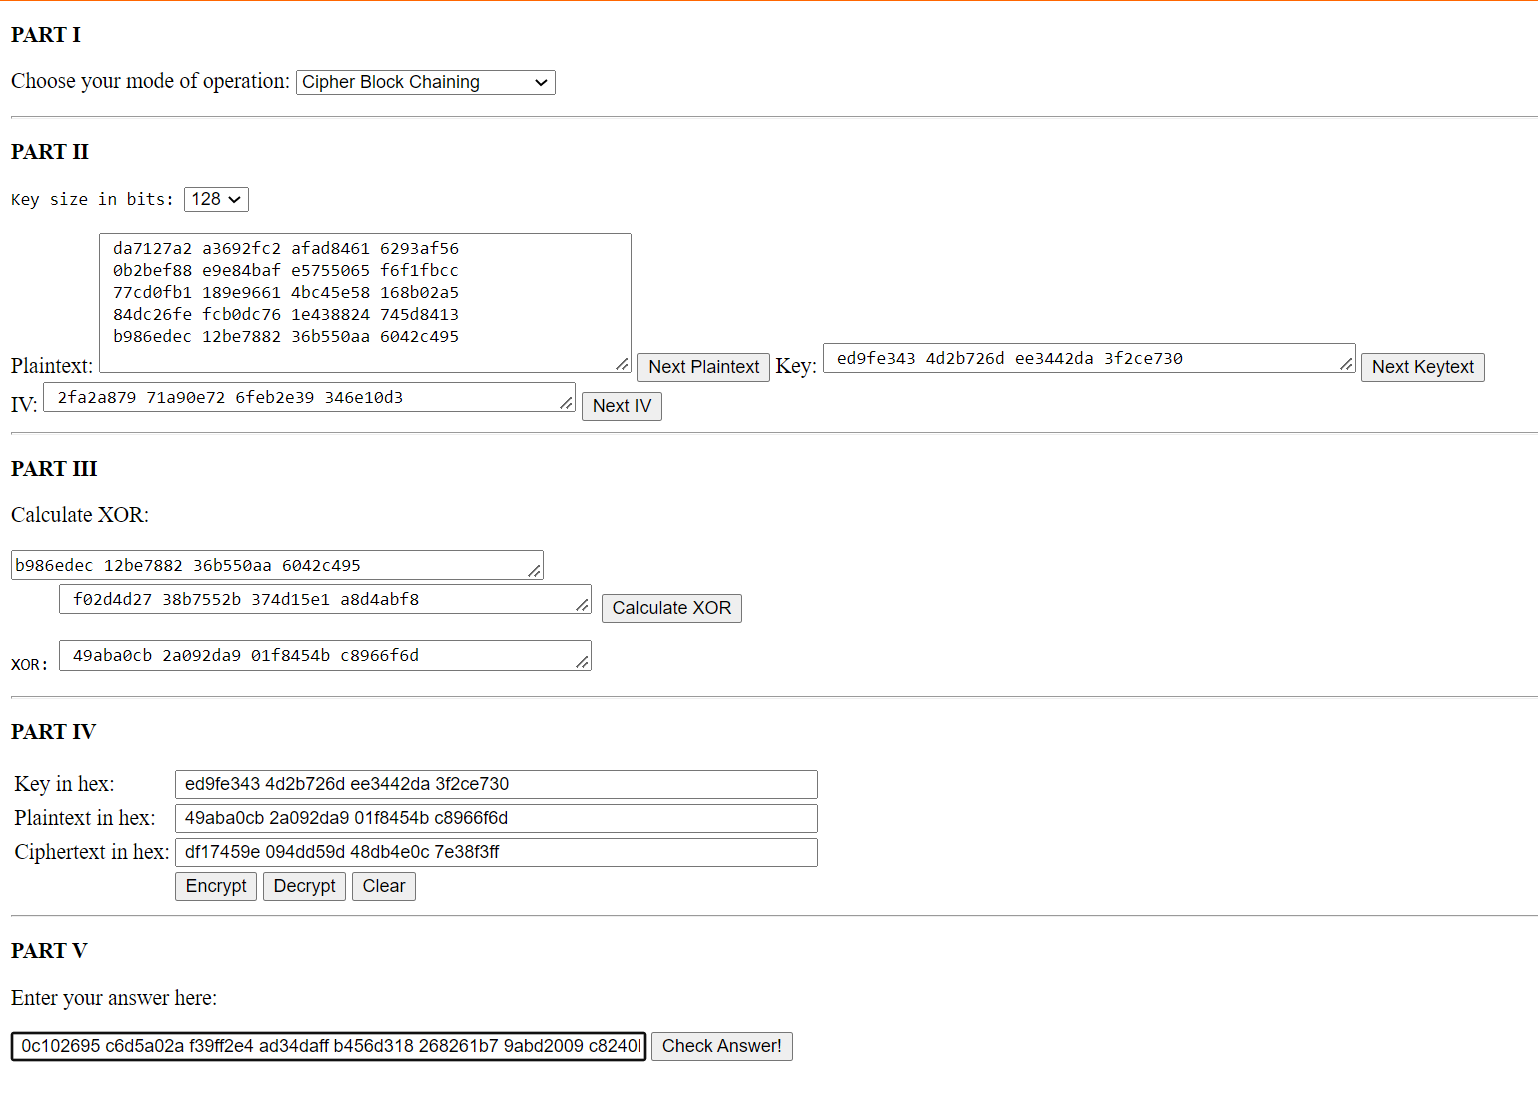 PART I
Choose your mode of operation: Cipher Block Chaining
PART II
Key size in bits: 128
da7127a2 a3692fc2 afad8461 6293af56
0b2bef88 e9e84baf e5755065 f6f1fbcc
77cd0fb1 189e9661 4bc45e58 168b02a5
84dc26fe fcb0dc76 1e438824 745d8413
b986edec 12be7882 36b550aa 6042c495
Plaintext: Next Plaintext Key: ed9fe343 4d2b726d ee3442da 3f2ce730 Next Keytext
IV: 2fa2a879 71a90e72 6feb2e39 346e10d3 Next IV
PART III
Calculate XOR:
b986edec 12be7882 36b550aa 6042c495
f02d4d27 38b7552b 374d15e1 a8d4abf8 Calculate XOR
XOR: 49aba0cb 2a092da9 01f8454b c8966f6d
PART IV
Key in hex: ed9fe343 4d2b726d ee3442da 3f2ce730
Plaintext in hex: 49aba0cb 2a092da9 01f8454b c8966f6d
Ciphertext in hex: df17459e 094dd59d 48db4e0c 7e38f3ff
Encrypt Decrypt Clear
PART V
Enter your answer here:
0c102695 c6d5a02a f39ff2e4 ad34daff b456d318 268261b7 9abd2009 c8240 Check Answer!